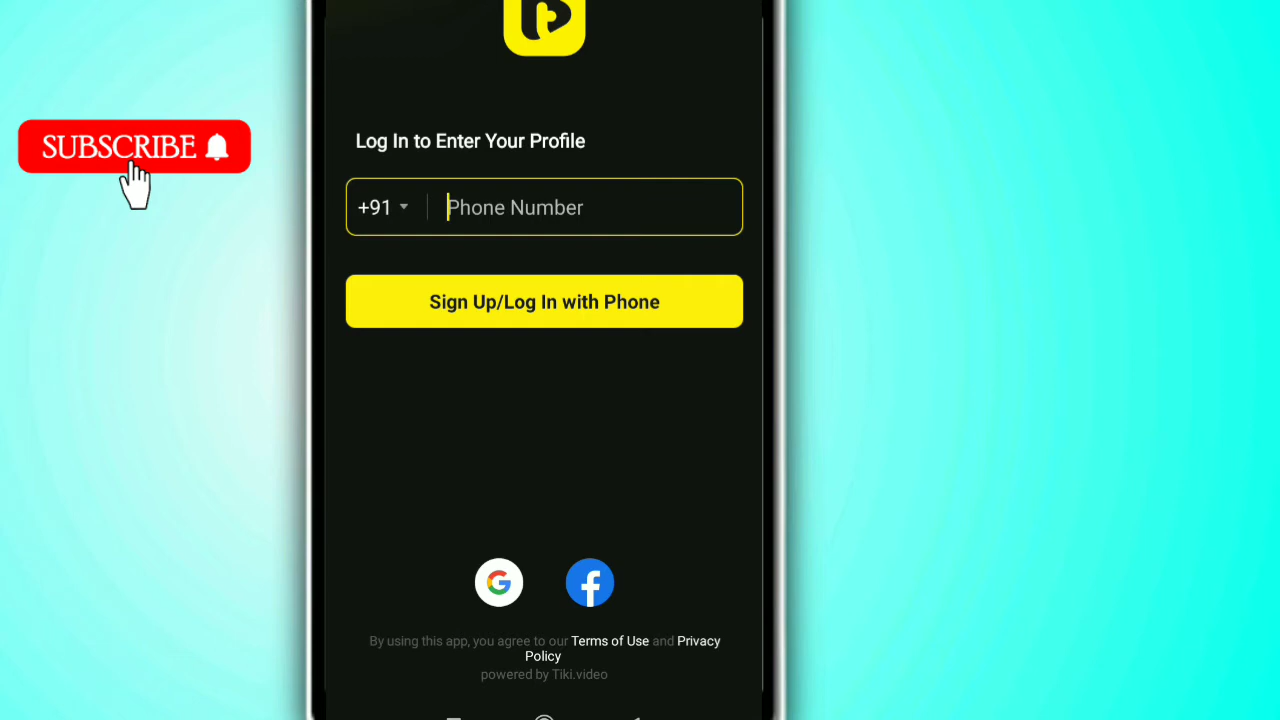 SUBSCRIBE
Log In to Enter Your Profile
+91 Phone Number
Sign Up/Log In with Phone
By using this app, you agree to our Terms of Use and Privacy
Policy
powered by Tiki.video